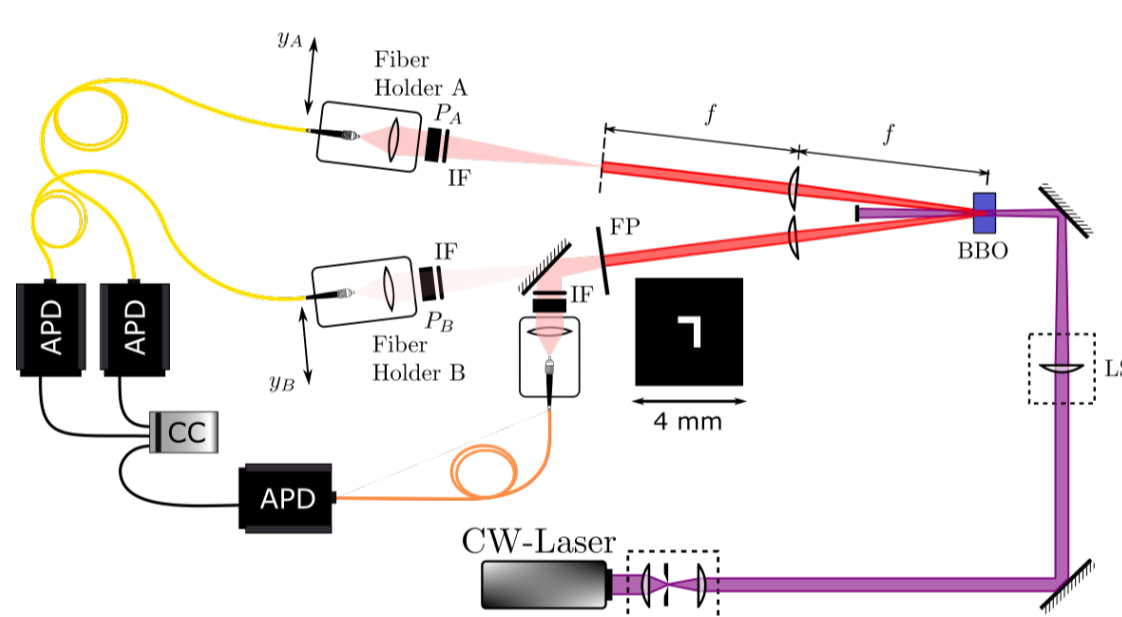 y_A
Fiber
Holder A
P_A
IF
f
f
FP
BBO
IF
IF
P_B
Fiber
Holder B
y_B
APD
APD
APD
CC
4 mm
CW-Laser